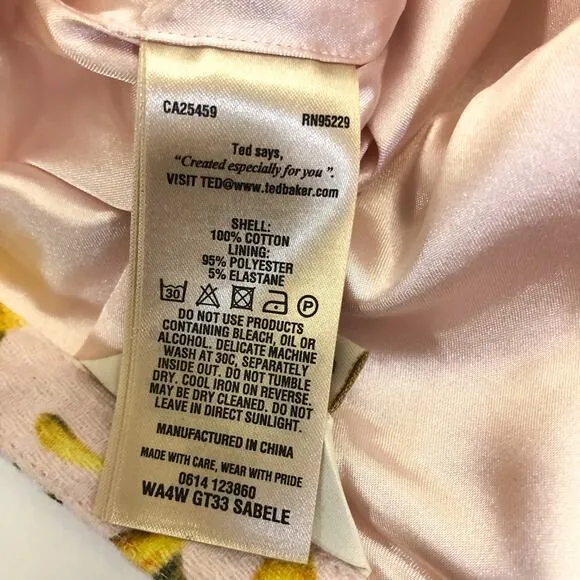 CA25459 RN95229
Ted says,
"Created especially for you".
VISIT TED@www.tedbaker.com
SHELL:
100% COTTON
LINING:
95% POLYESTER
5% ELASTANE
30 P
DO NOT USE PRODUCTS
CONTAINING BLEACH, OIL OR
ALCOHOL. DELICATE MACHINE
WASH AT 30C, SEPARATELY
INSIDE OUT. DO NOT TUMBLE
DRY. COOL IRON ON REVERSE.
MAY BE DRY CLEANED. DO NOT
LEAVE IN DIRECT SUNLIGHT.
MANUFACTURED IN CHINA
MADE WITH CARE, WEAR WITH PRIDE
0614 123860
WA4W GT33 SABELE